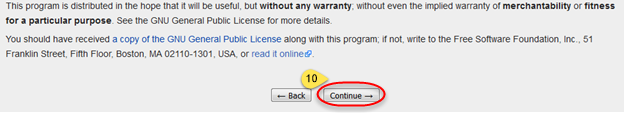 This program is distributed in the hope that it will be useful, but without any warranty; without even the implied warranty of merchantability or fitness
for a particular purpose. See the GNU General Public License for more details.
You should have received a copy of the GNU General Public License along with this program; if not, write to the Free Software Foundation, Inc., 51
Franklin Street, Fifth Floor, Boston, MA 02110-1301, USA, or read it online.
10
← Back Continue →